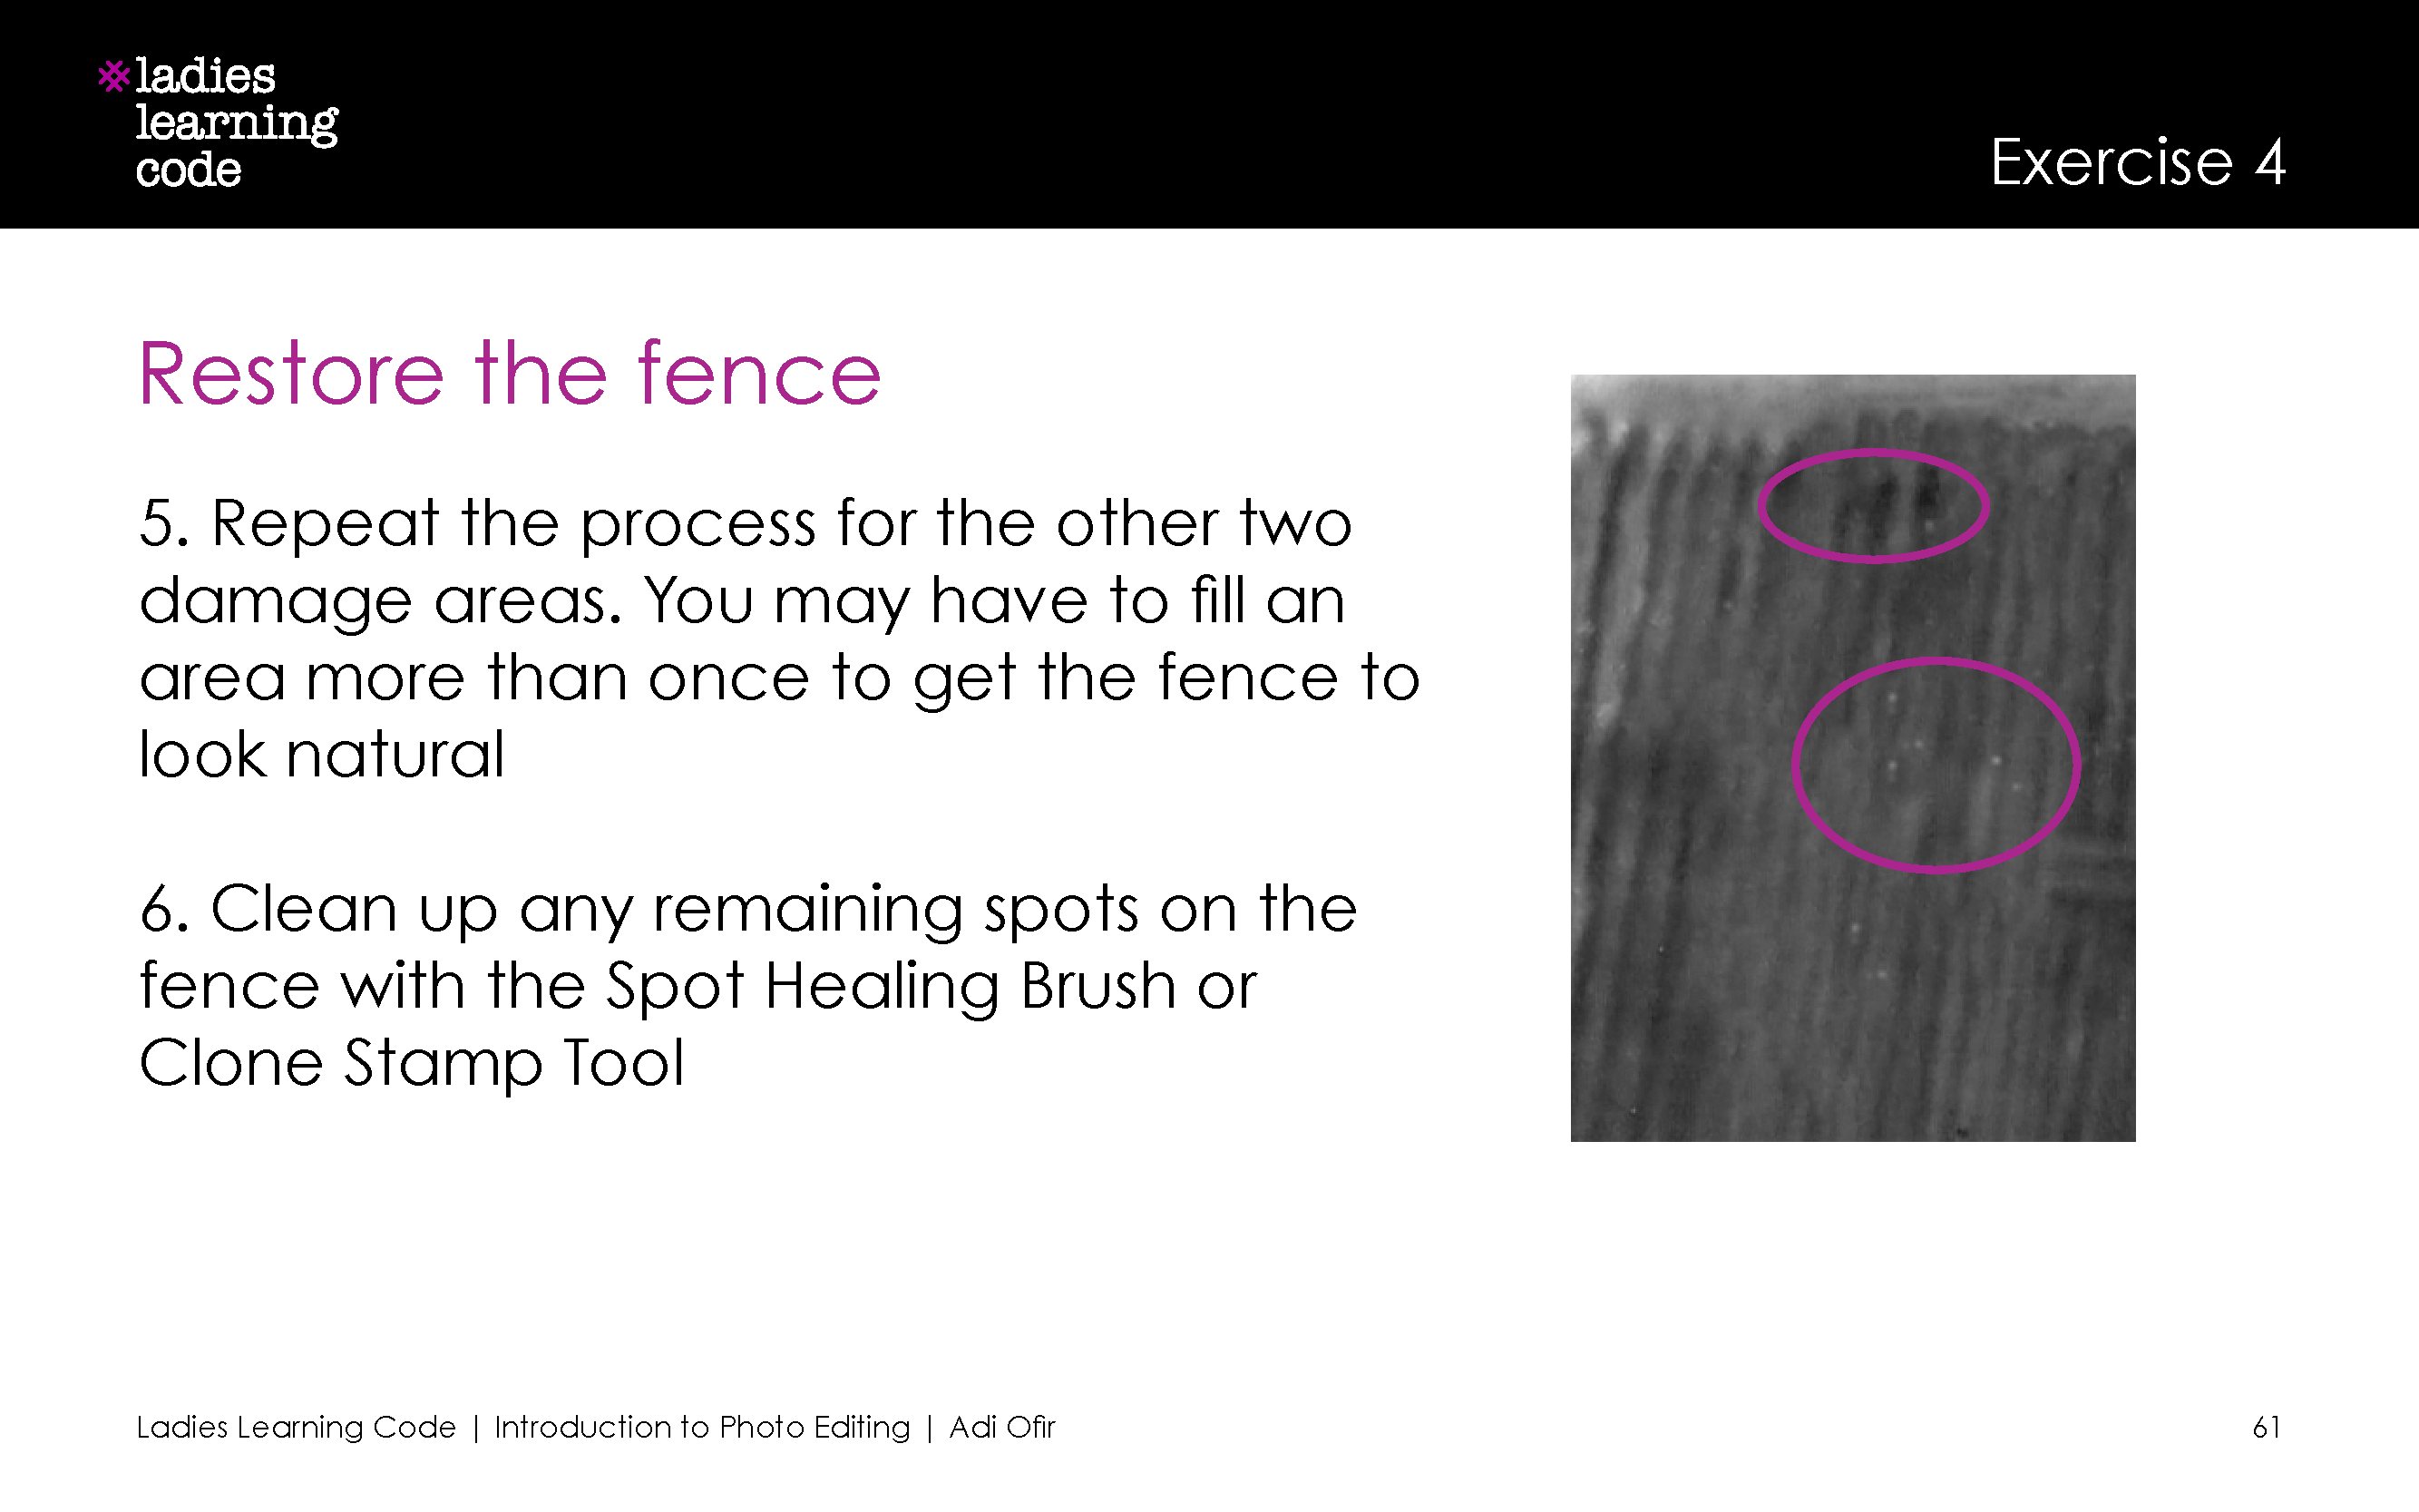 ladies
learning
code
Exercise 4
Restore the fence
5. Repeat the process for the other two
damage areas. You may have to fill an
area more than once to get the fence to
look natural
6. Clean up any remaining spots on the
fence with the Spot Healing Brush or
Clone Stamp Tool
Ladies Learning Code | Introduction to Photo Editing | Adi Ofir
61